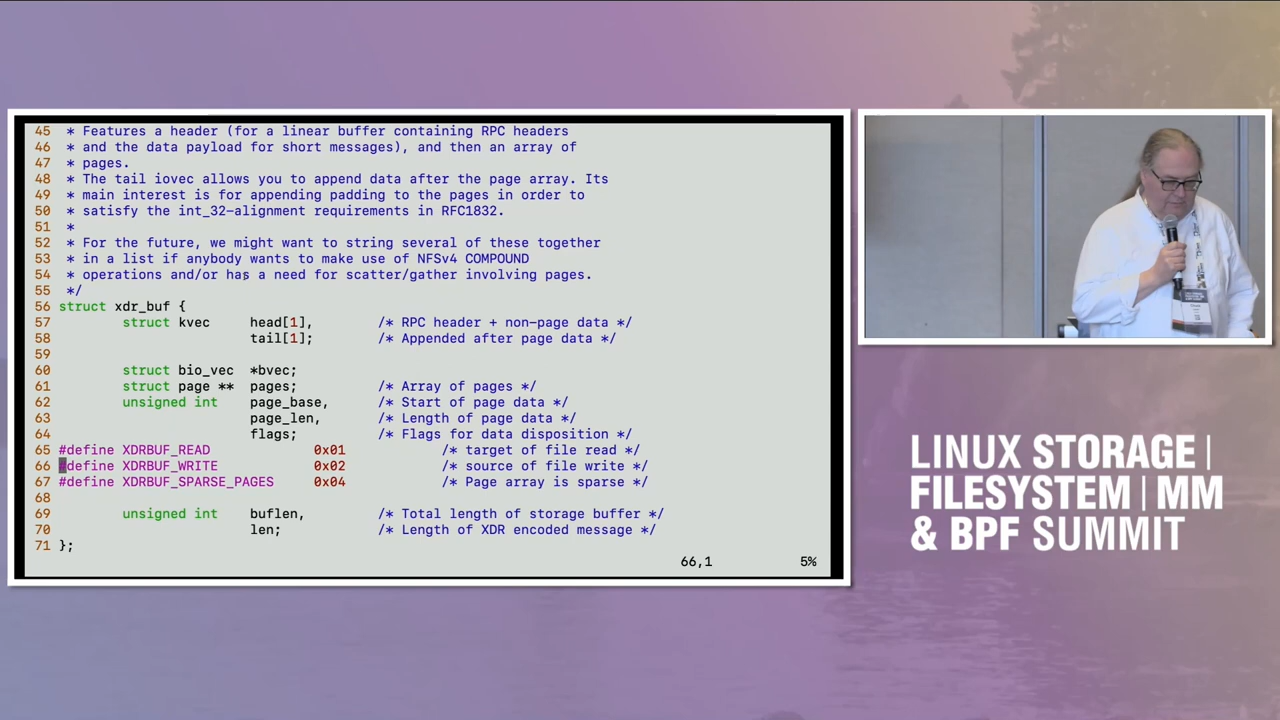 45  * Features a header (for a linear buffer containing RPC headers
46  * and the data payload for short messages), and then an array of
47  * pages.
48  * The tail iovec allows you to append data after the page array. Its
49  * main interest is for appending padding to the pages in order to
50  * satisfy the int_32-alignment requirements in RFC1832.
51  *
52  * For the future, we might want to string several of these together
53  * in a list if anybody wants to make use of NFSv4 COMPOUND
54  * operations and/or has a need for scatter/gather involving pages.
55  */
56 struct xdr_buf {
57         struct kvec     head[1],        /* RPC header + non-page data */
58                         tail[1];        /* Appended after page data */
59
60         struct bio_vec  *bvec;
61         struct page **  pages;          /* Array of pages */
62         unsigned int    page_base,      /* Start of page data */
63                         page_len,       /* Length of page data */
64                         flags;          /* Flags for data disposition */
65 #define XDRBUF_READ             0x01            /* target of file read */
66 #define XDRBUF_WRITE            0x02            /* source of file write */
67 #define XDRBUF_SPARSE_PAGES     0x04            /* Page array is sparse */
68
69         unsigned int    buflen,         /* Total length of storage buffer */
70                         len;            /* Length of XDR encoded message */
71 };
66,1          5%
LINUX STORAGE |
FILESYSTEM | MM
& BPF SUMMIT